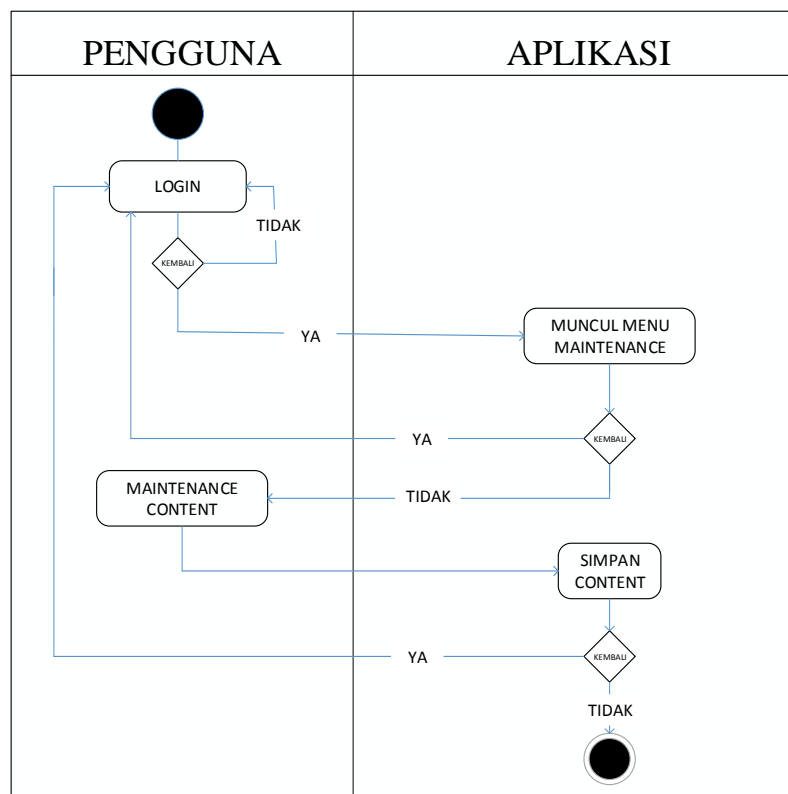 PENGGUNA
APLIKASI
LOGIN
TIDAK
KEMBALI
YA
MUNCUL MENU
MAINTENANCE
KEMBALI
YA
TIDAK
MAINTENANCE
CONTENT
SIMPAN
CONTENT
KEMBALI
YA
TIDAK